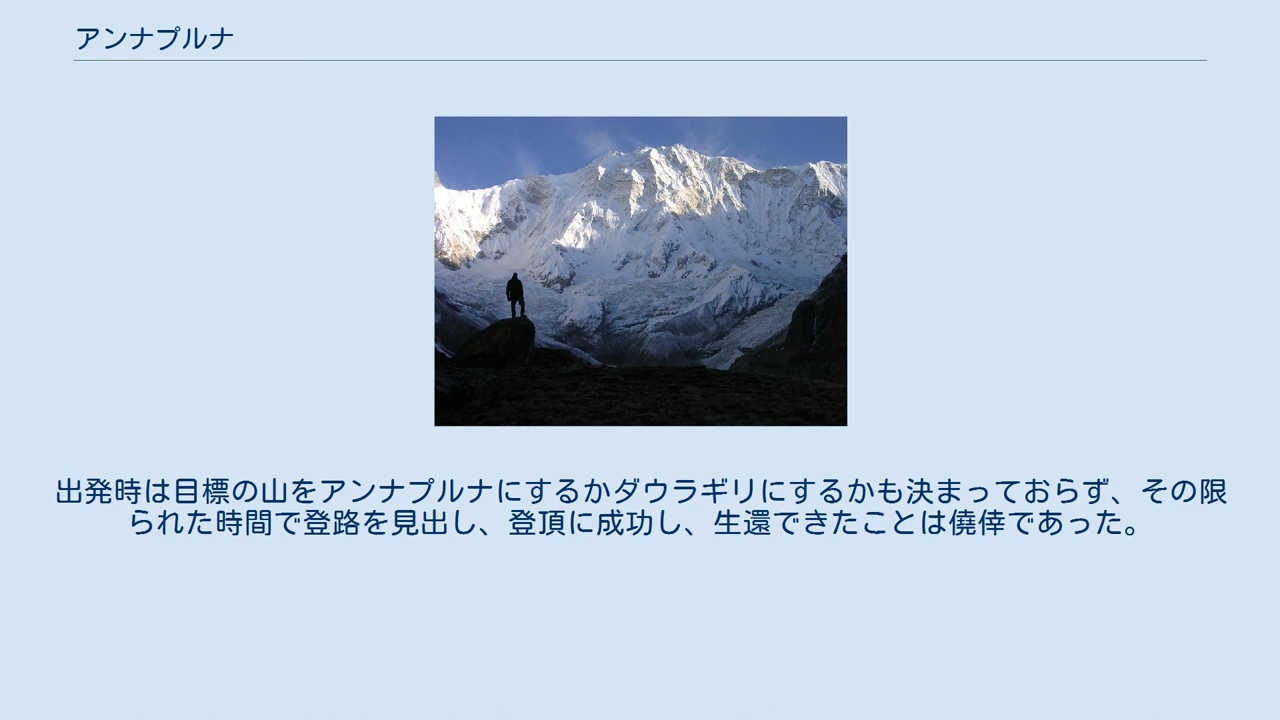 アンナプルナ
出発時は目標の山をアンナプルナにするかダウラギリにするかも決まっておらず、その限
られた時間で登路を見出し、登頂に成功し、生還できたことは僥倖であった。